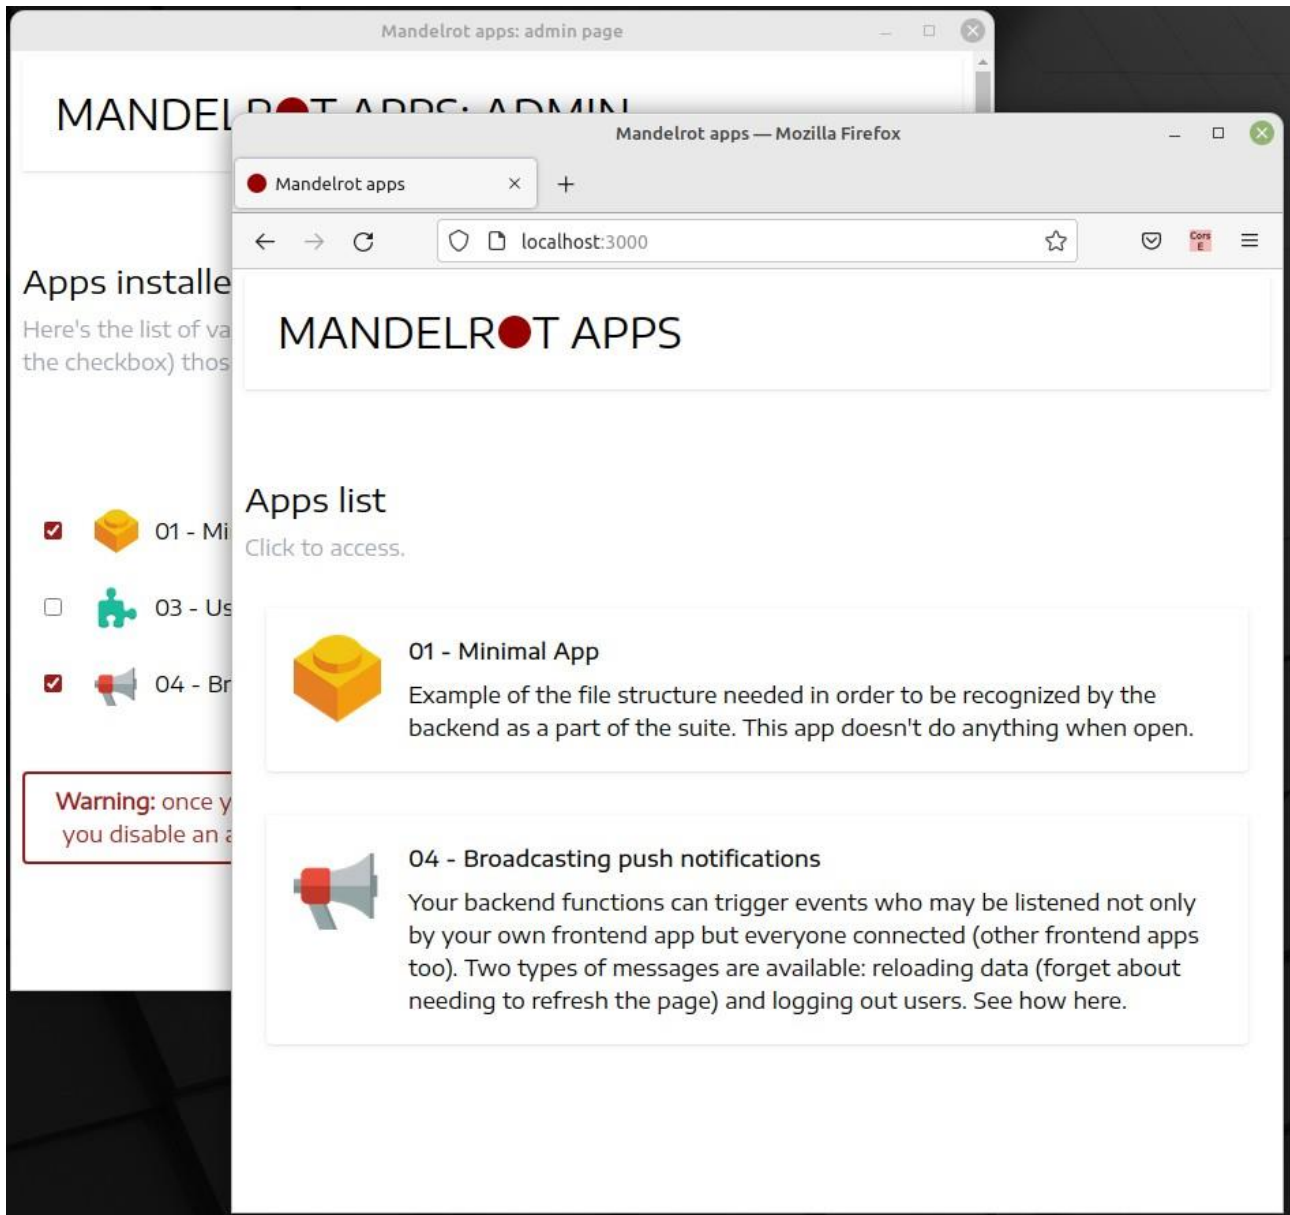 Mandelrot apps: admin page
MANDELROT APPS: ADMIN
Apps installe
Here's the list of va
the checkbox) thos
01 - Mi
03 - Us
04 - Br
Warning: once y
you disable an a
Mandelrot apps — Mozilla Firefox
Mandelrot apps
localhost:3000
Cors
E
MANDELROT APPS
Apps list
Click to access.
01 - Minimal App
Example of the file structure needed in order to be recognized by the
backend as a part of the suite. This app doesn't do anything when open.
04 - Broadcasting push notifications
Your backend functions can trigger events who may be listened not only
by your own frontend app but everyone connected (other frontend apps
too). Two types of messages are available: reloading data (forget about
needing to refresh the page) and logging out users. See how here.